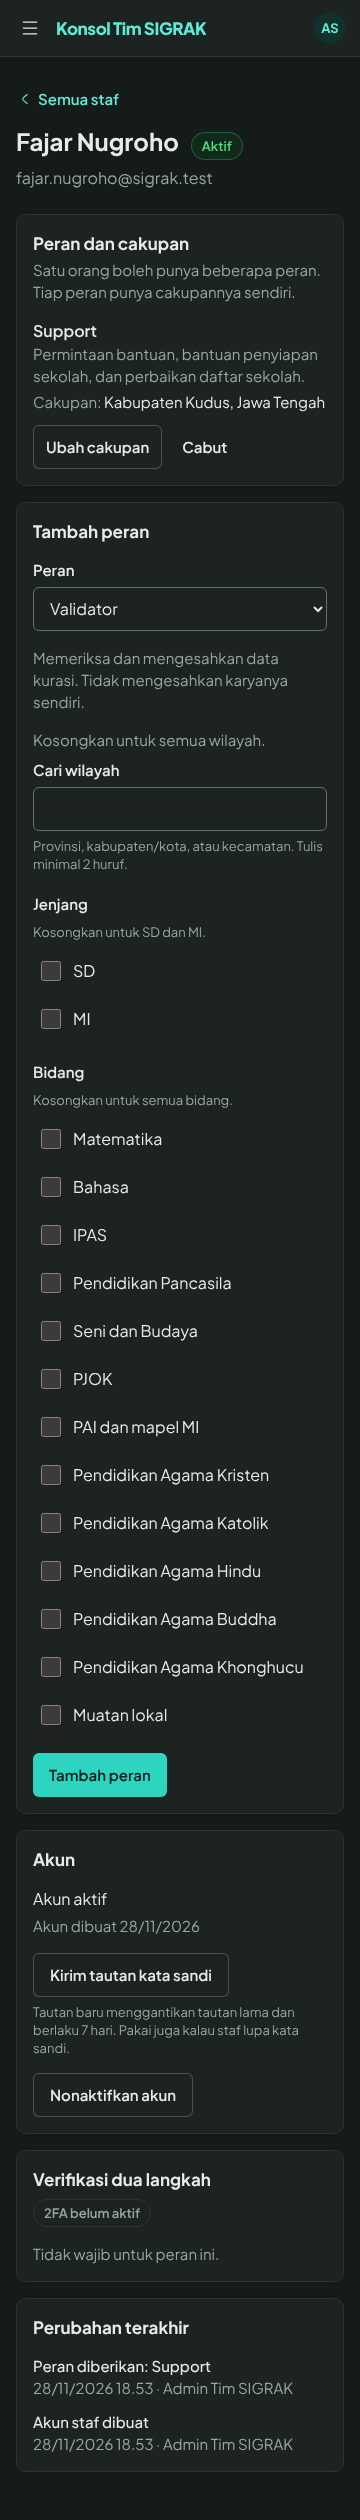 Konsol Tim SIGRAK
AS
Semua staf
Fajar Nugroho
Aktif
fajar.nugroho@sigrak.test
Peran dan cakupan
Satu orang boleh punya beberapa peran.
Tiap peran punya cakupannya sendiri.
Support
Permintaan bantuan, bantuan penyiapan
sekolah, dan perbaikan daftar sekolah.
Cakupan: Kabupaten Kudus, Jawa Tengah
Ubah cakupan
Cabut
Tambah peran
Peran
Validator
Memeriksa dan mengesahkan data
kurasi. Tidak mengesahkan karyanya
sendiri.
Kosongkan untuk semua wilayah.
Cari wilayah
Provinsi, kabupaten/kota, atau kecamatan. Tulis
minimal 2 huruf.
Jenjang
Kosongkan untuk SD dan MI.
SD
MI
Bidang
Kosongkan untuk semua bidang.
Matematika
Bahasa
IPAS
Pendidikan Pancasila
Seni dan Budaya
PJOK
PAI dan mapel MI
Pendidikan Agama Kristen
Pendidikan Agama Katolik
Pendidikan Agama Hindu
Pendidikan Agama Buddha
Pendidikan Agama Khonghucu
Muatan lokal
Tambah peran
Akun
Akun aktif
Akun dibuat 28/11/2026
Kirim tautan kata sandi
Tautan baru menggantikan tautan lama dan
berlaku 7 hari. Pakai juga kalau staf lupa kata
sandi.
Nonaktifkan akun
Verifikasi dua langkah
2FA belum aktif
Tidak wajib untuk peran ini.
Perubahan terakhir
Peran diberikan: Support
28/11/2026 18.53 · Admin Tim SIGRAK
Akun staf dibuat
28/11/2026 18.53 · Admin Tim SIGRAK